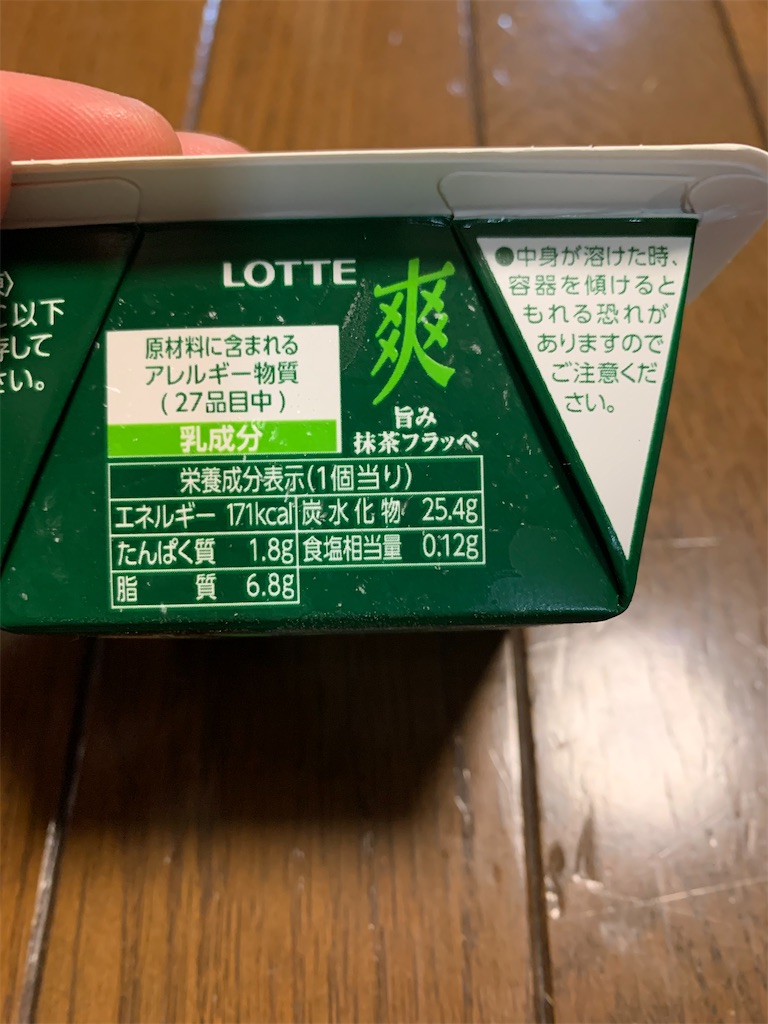 以下
して
さい。
LOTTE
爽
旨み
抹茶フラッペ
原材料に含まれる
アレルギー物質
(27品目中)
乳成分
栄養成分表示(1個当り)
エネルギー 171kcal 炭水化物 25.4g
たんぱく質 1.8g 食塩相当量 0.12g
脂質 6.8g
●中身が溶けた時、
容器を傾けると
もれる恐れが
ありますので
ご注意くだ
さい。